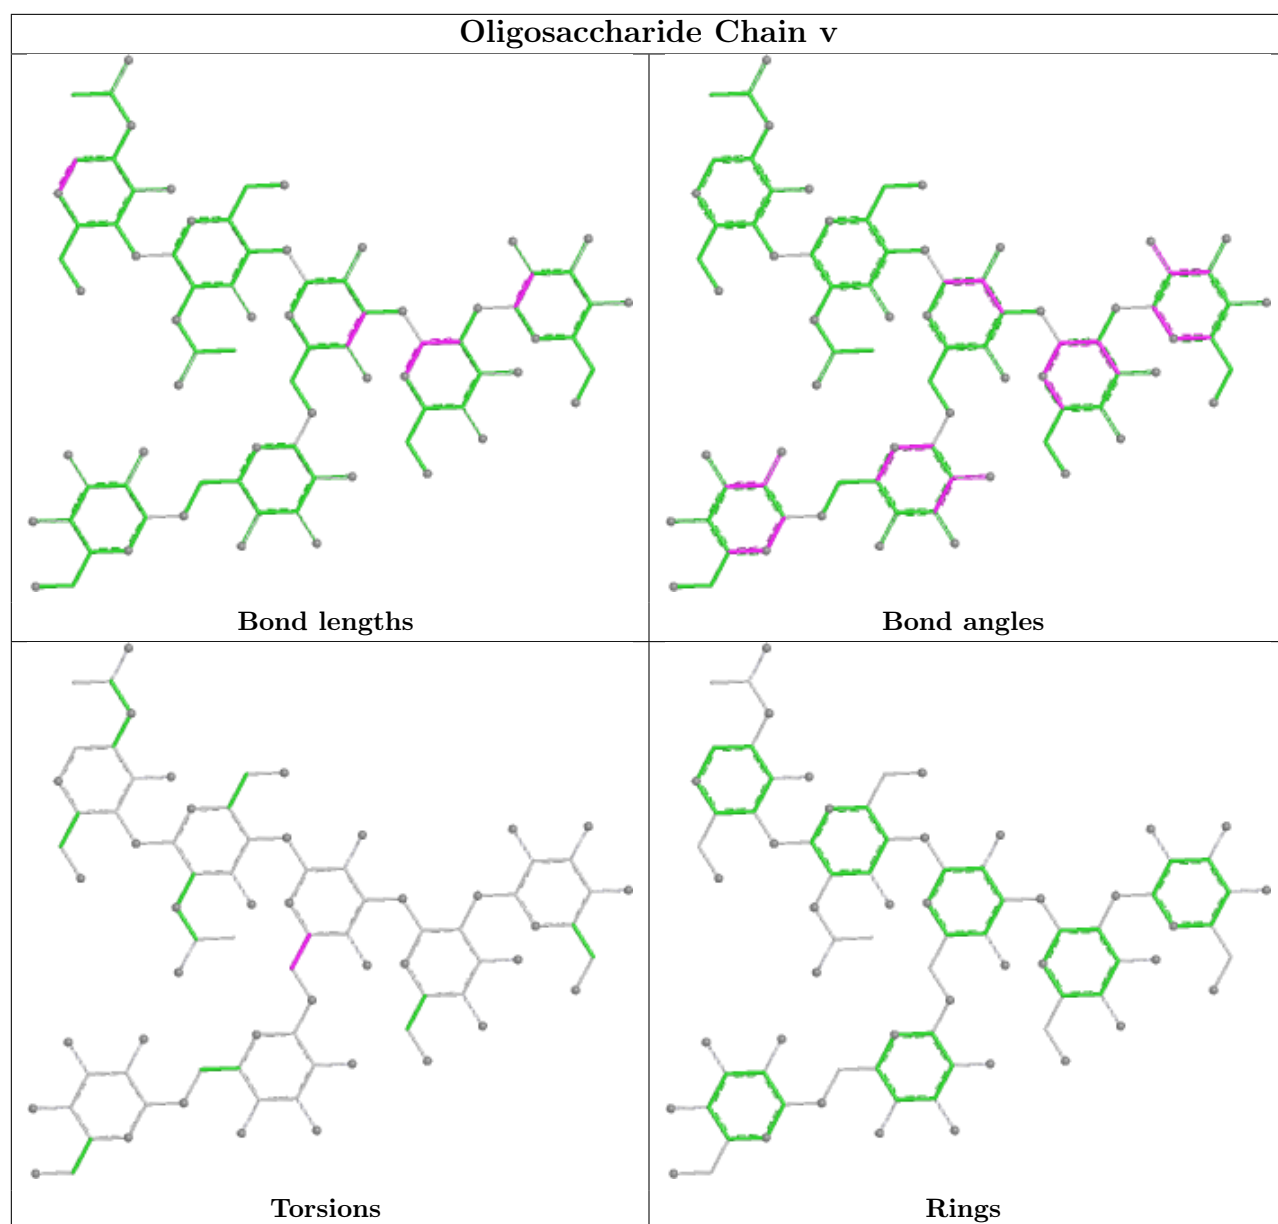 Oligosaccharide Chain v
Bond lengths
Bond angles
Torsions
Rings